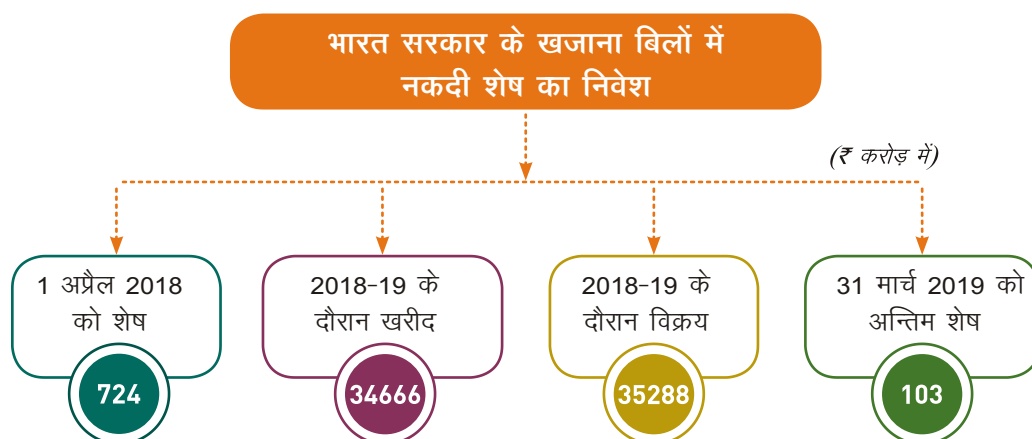 भारत सरकार के खजाना बिलों में
नकदी शेष का निवेश
(₹ करोड़ में)
1 अप्रैल 2018
को शेष
724
2018-19 के
दौरान खरीद
34666
2018-19 के
दौरान विक्रय
35288
31 मार्च 2019 को
अन्तिम शेष
103